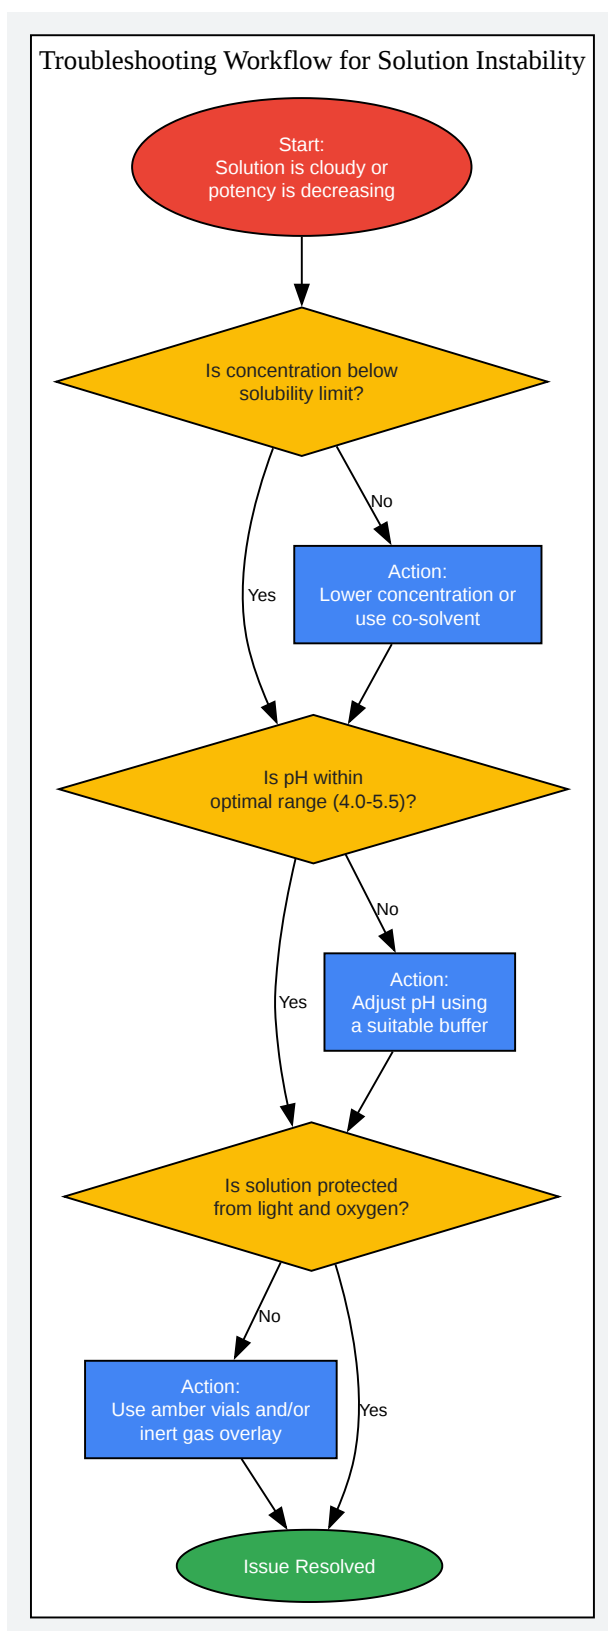 Troubleshooting Workflow for Solution Instability
Start:
Solution is cloudy or
potency is decreasing
Is concentration below
solubility limit?
No
Action:
Lower concentration or
use co-solvent
Yes
Is pH within
optimal range (4.0-5.5)?
No
Action:
Adjust pH using
a suitable buffer
Yes
Is solution protected
from light and oxygen?
No
Action:
Use amber vials and/or
inert gas overlay
Yes
Issue Resolved